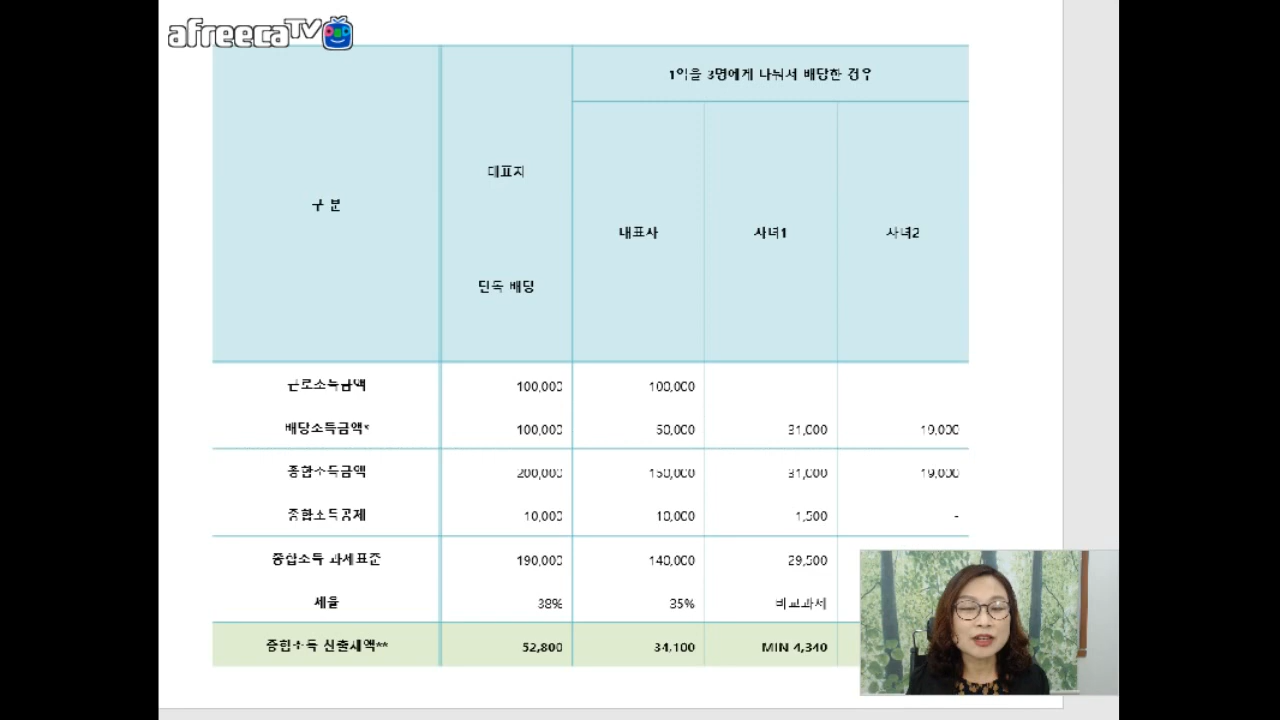 afreecaTV
1억을 3명에게 나눠서 배당한 경우
대표자
구 분
대표자 자녀1 자녀2
단독 배당
근로소득금액 100,000 100,000
배당소득금액* 100,000 50,000 31,000 19,000
종합소득금액 200,000 150,000 31,000 19,000
종합소득공제 10,000 10,000 1,500 -
종합소득 과세표준 190,000 140,000 29,500
세율 38% 35% 비교과세
종합소득 산출세액** 52,800 34,100 MIN 4,340